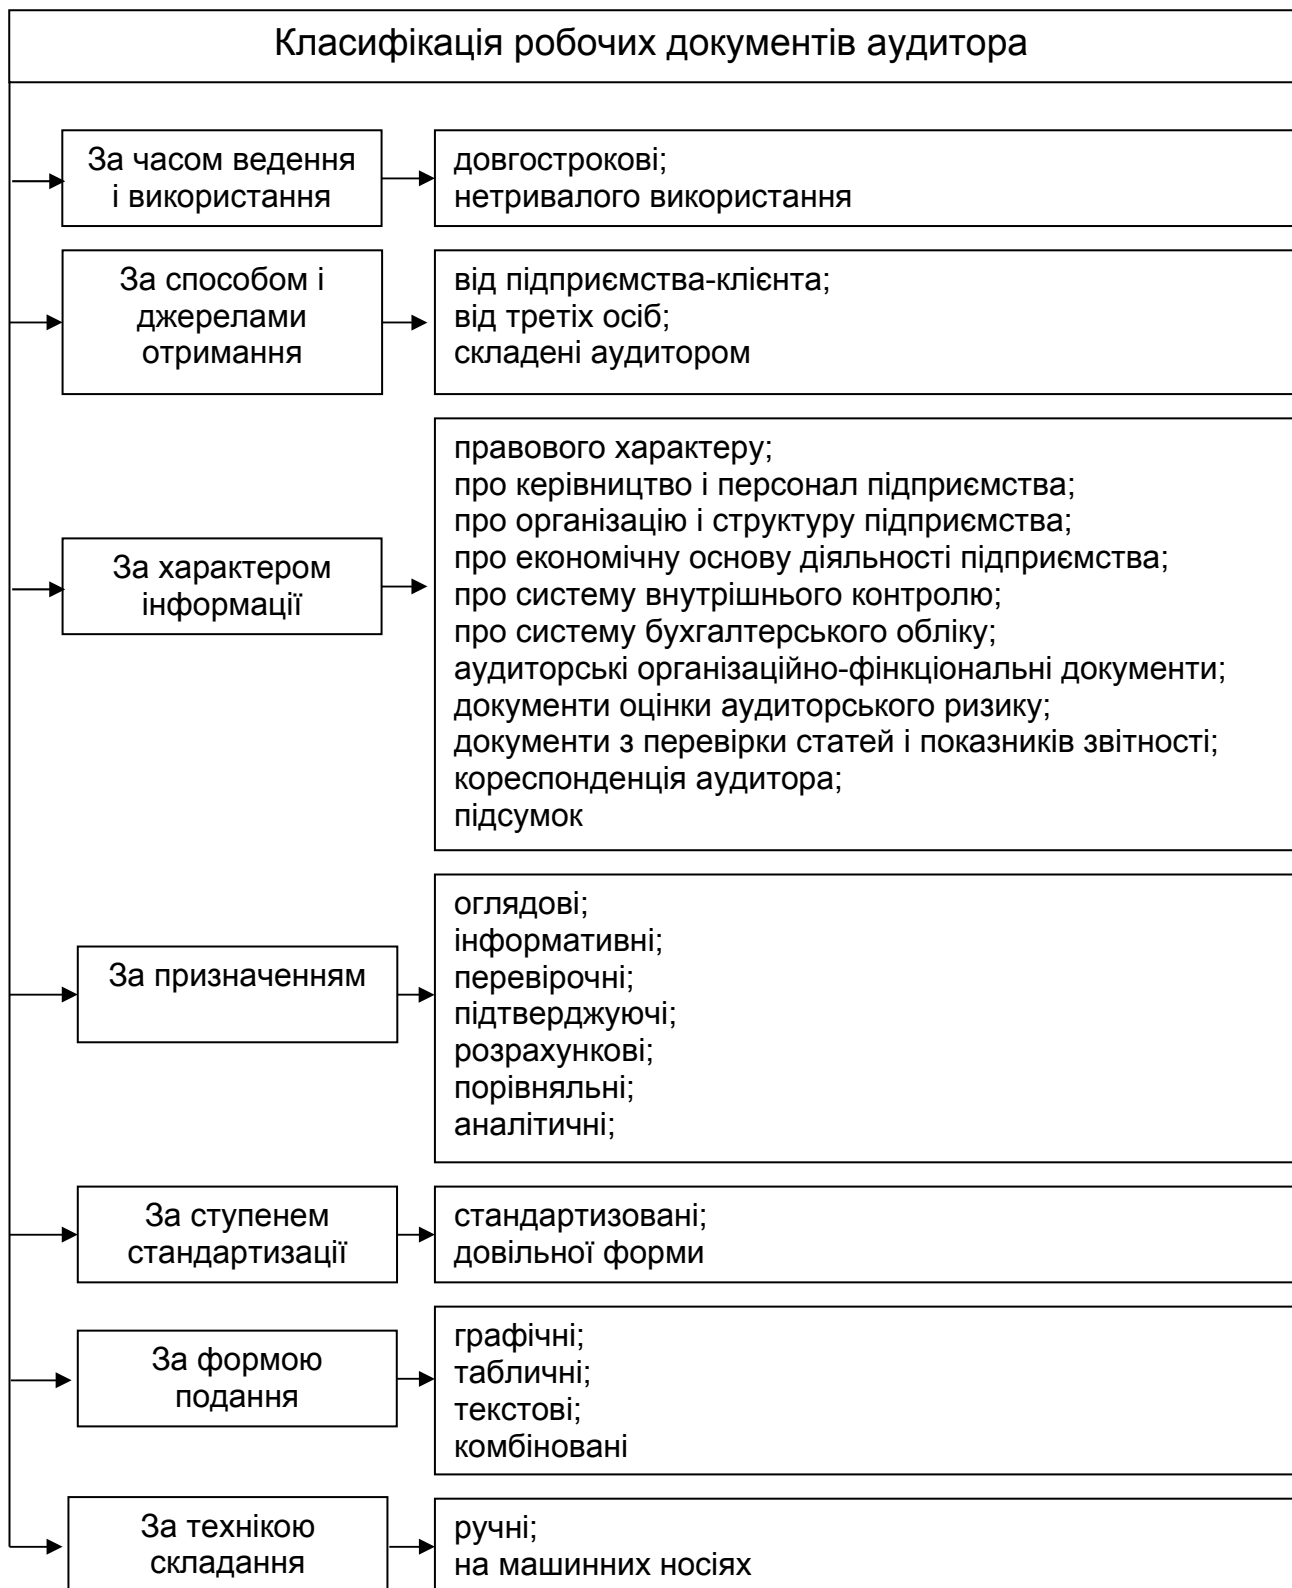 Класифікація робочих документів аудитора
За часом ведення
і використання
довгострокові;
нетривалого використання
За способом і
джерелами
отримання
від підприємства-клієнта;
від третіх осіб;
складені аудитором
За характером
інформації
правового характеру;
про керівництво і персонал підприємства;
про організацію і структуру підприємства;
про економічну основу діяльності підприємства;
про систему внутрішнього контролю;
про систему бухгалтерського обліку;
аудиторські організаційно-фінкціональні документи;
документи оцінки аудиторського ризику;
документи з перевірки статей і показників звітності;
кореспонденція аудитора;
підсумок
За призначенням
оглядові;
інформативні;
перевірочні;
підтверджуючі;
розрахункові;
порівняльні;
аналітичні;
За ступенем
стандартизації
стандартизовані;
довільної форми
За формою
подання
графічні;
табличні;
текстові;
комбіновані
За технікою
складання
ручні;
на машинних носіях